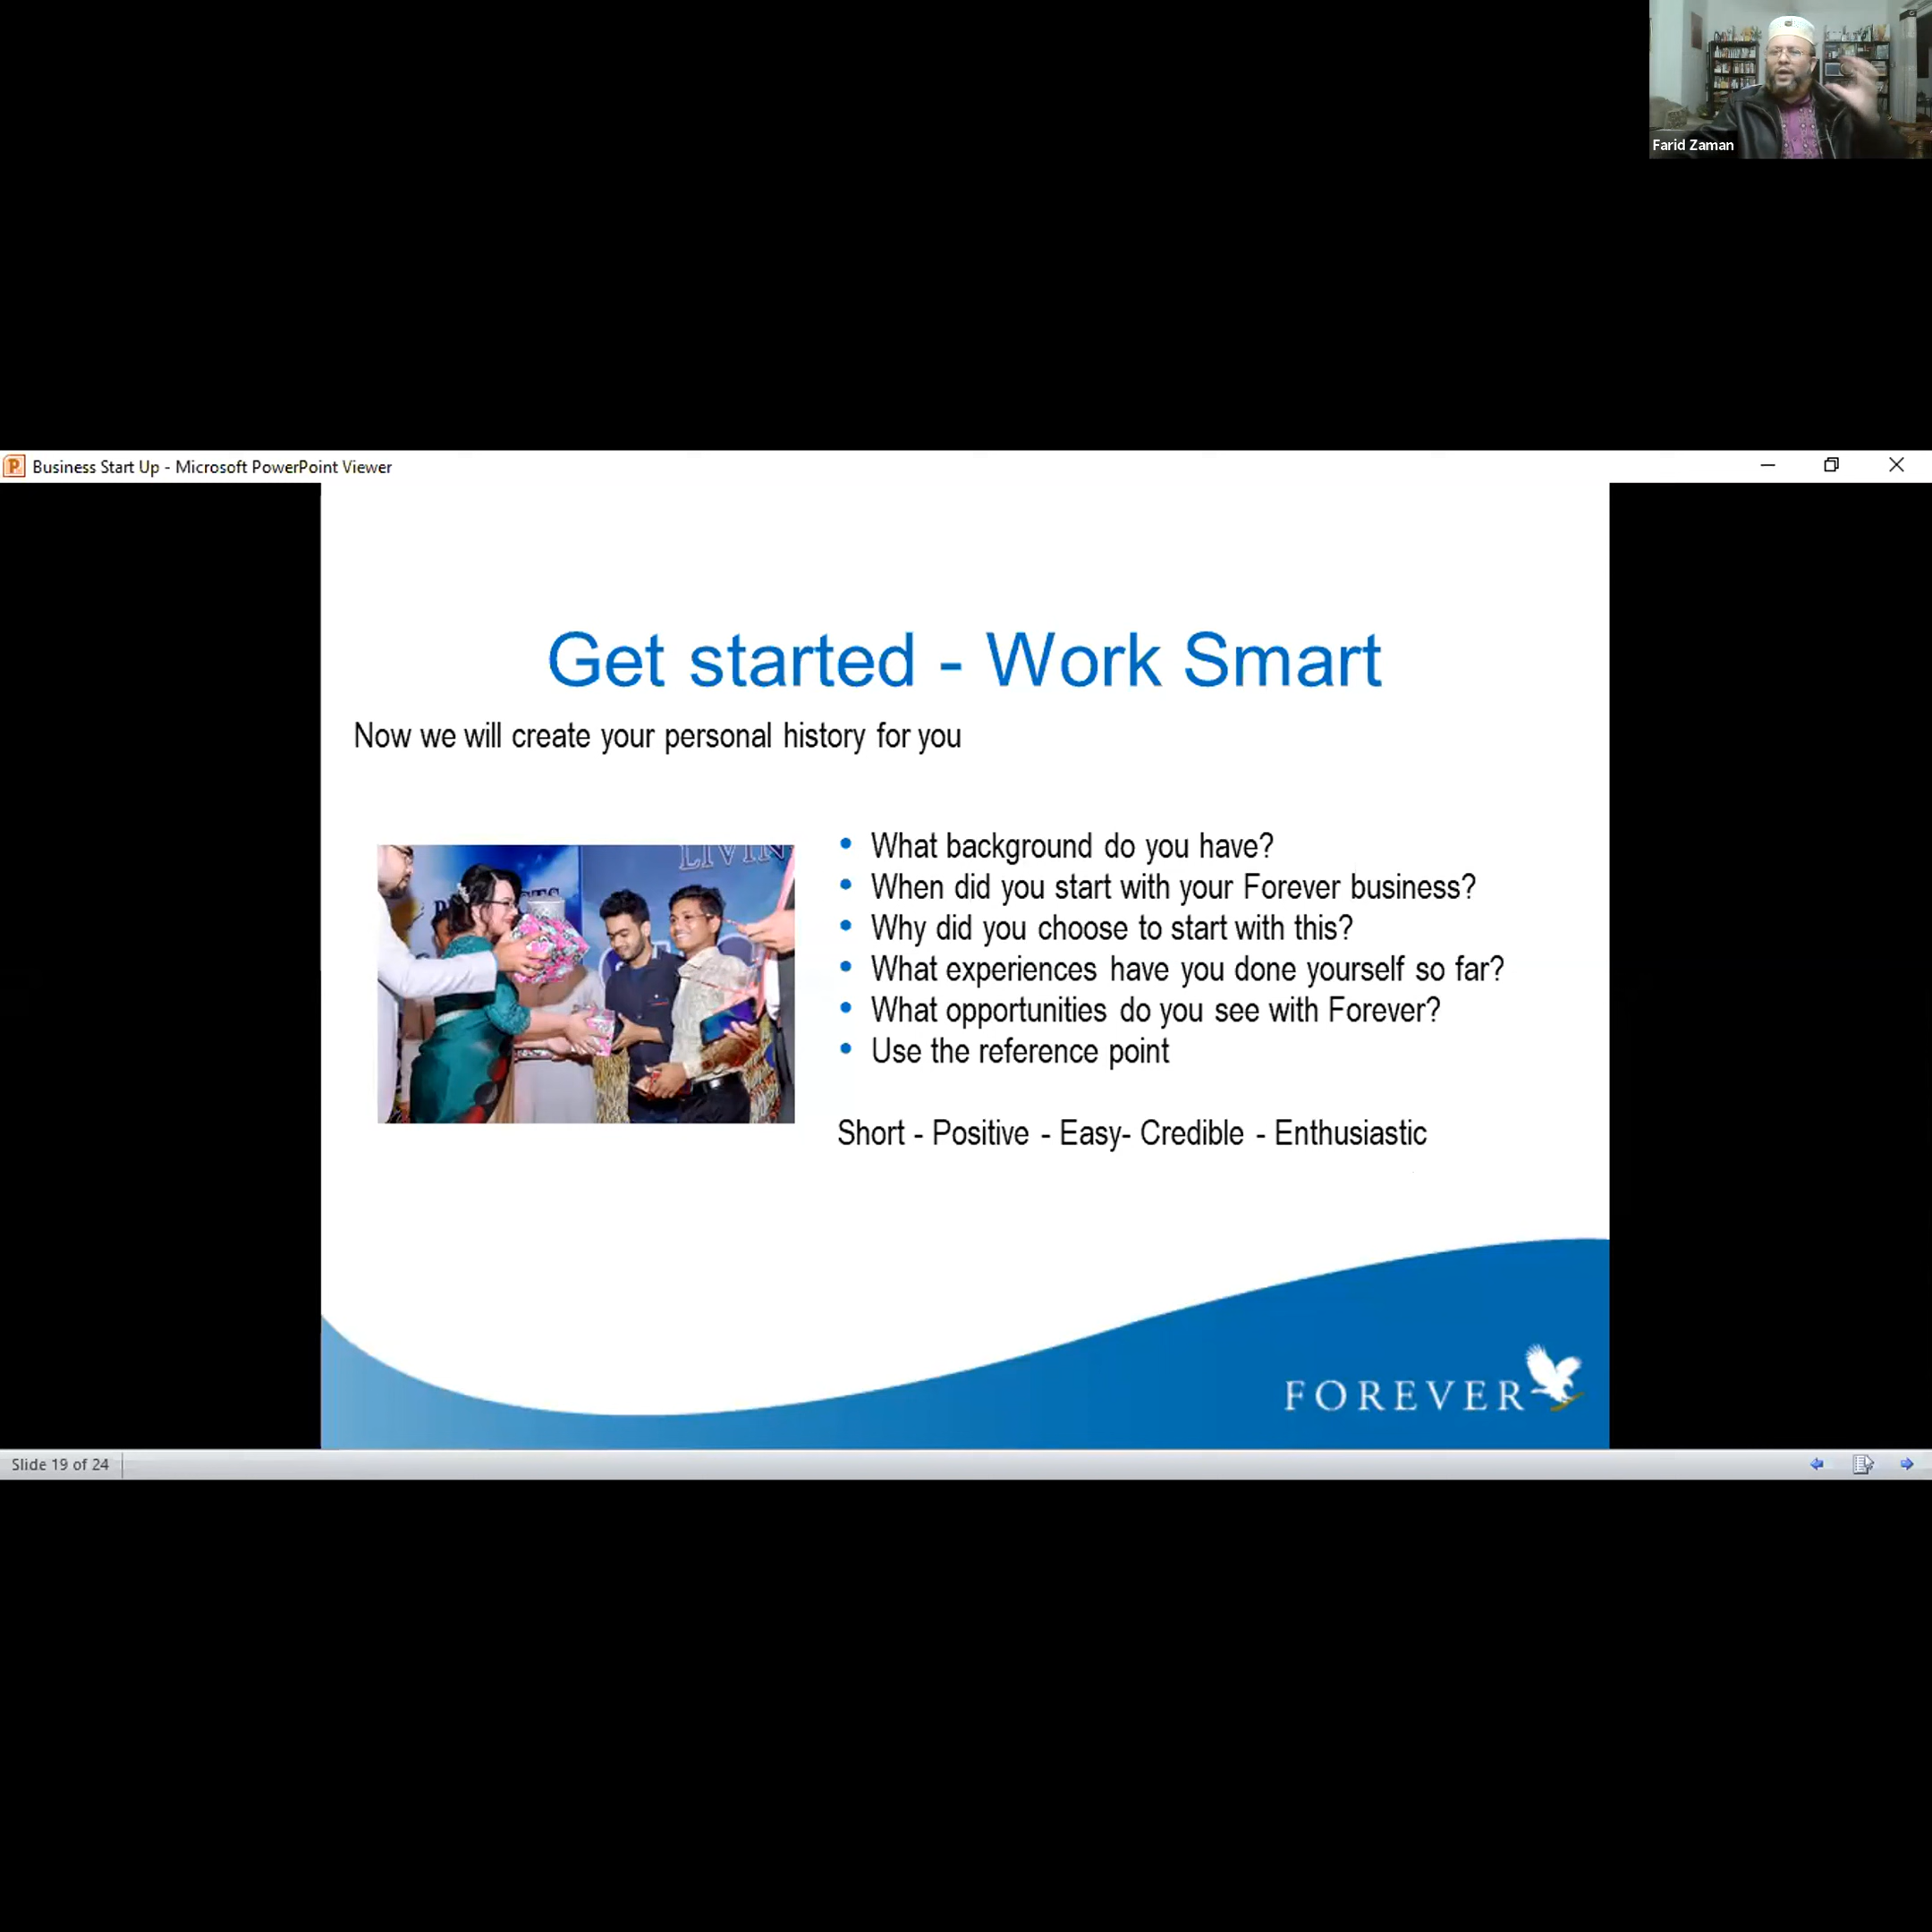 Farid Zaman
Business Start Up - Microsoft PowerPoint Viewer
Get started - Work Smart
Now we will create your personal history for you
LIVIN
• What background do you have?
• When did you start with your Forever business?
• Why did you choose to start with this?
• What experiences have you done yourself so far?
• What opportunities do you see with Forever?
• Use the reference point
Short - Positive - Easy- Credible - Enthusiastic
FOREVER
Slide 19 of 24